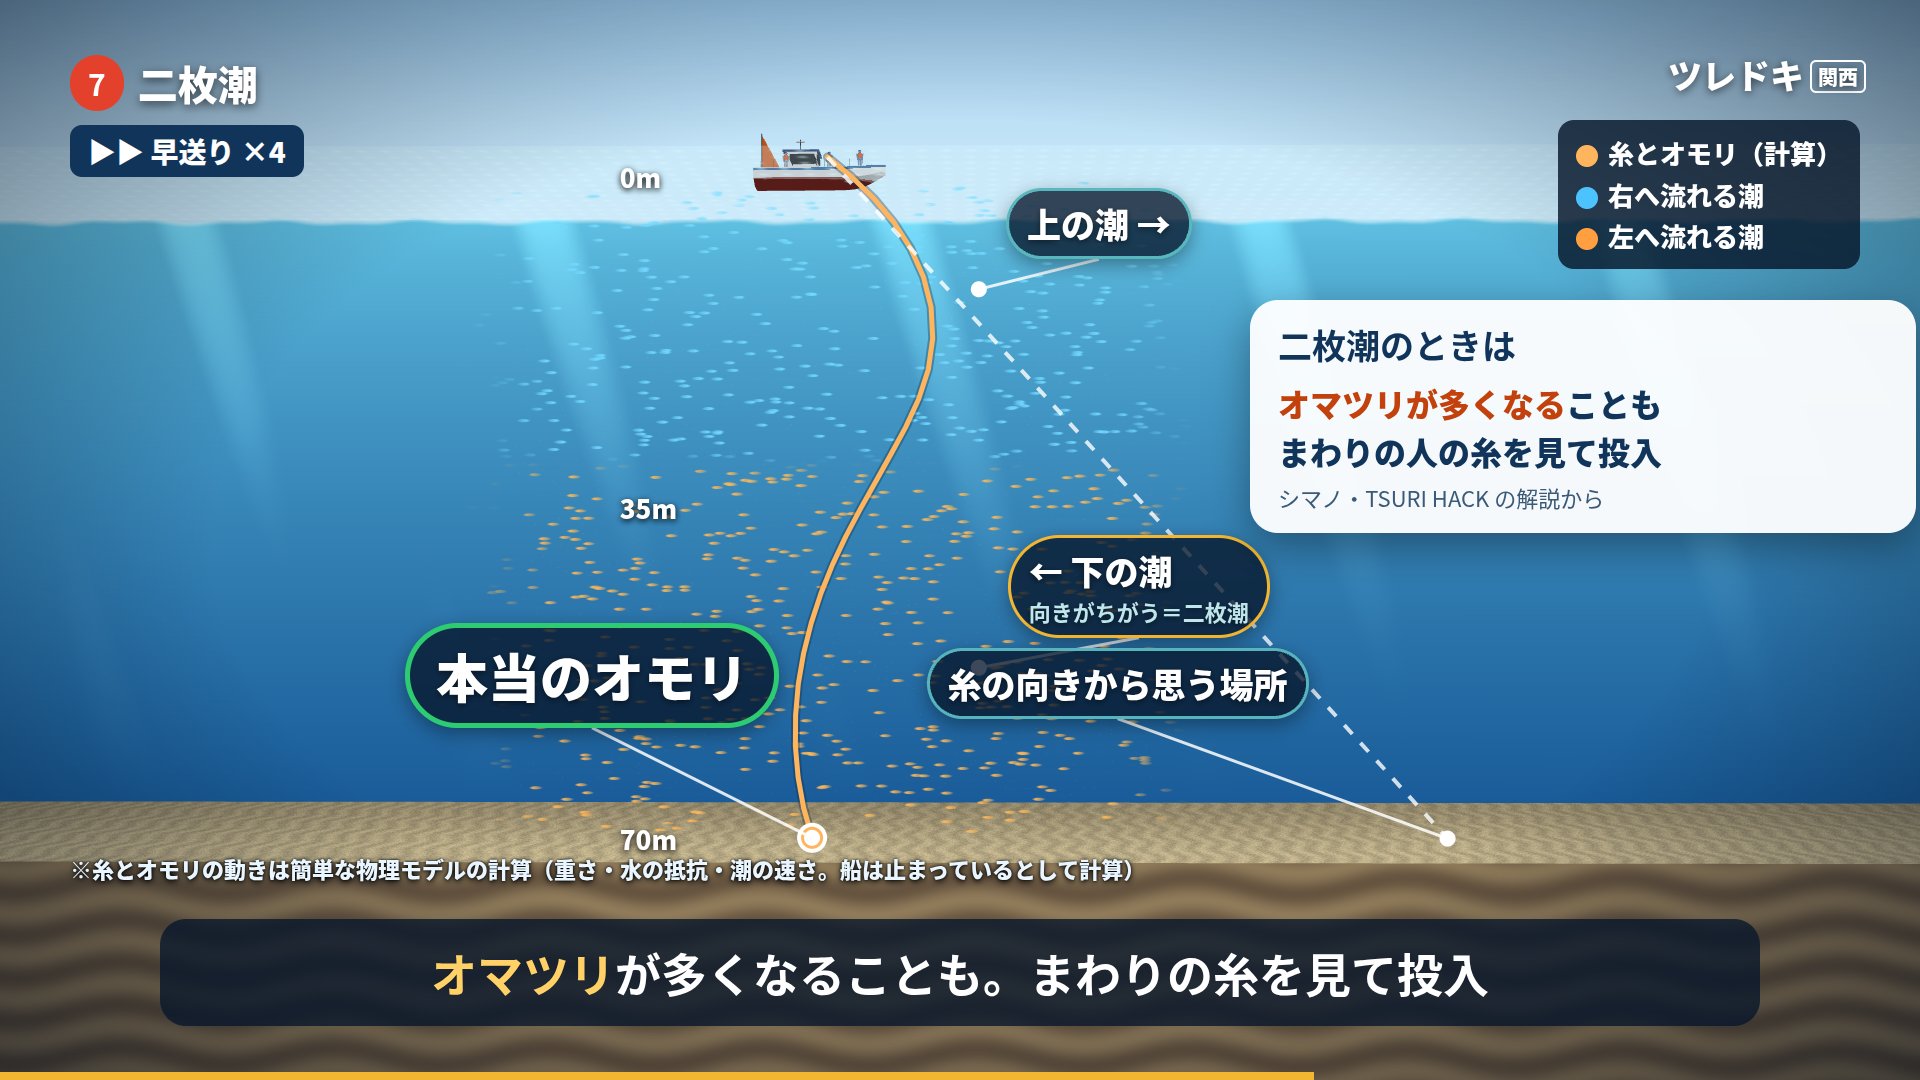 7 二枚潮
▶▶ 早送り ×4
ツレドキ 関西
糸とオモリ（計算）
右へ流れる潮
左へ流れる潮
0m
上の潮 →
二枚潮のときは
オマツリが多くなることも
まわりの人の糸を見て投入
シマノ・TSURI HACK の解説から
35m
← 下の潮
向きがちがう＝二枚潮
本当のオモリ
糸の向きから思う場所
70m
※糸とオモリの動きは簡単な物理モデルの計算（重さ・水の抵抗・潮の速さ。船は止まっているとして計算）
オマツリが多くなることも。まわりの糸を見て投入